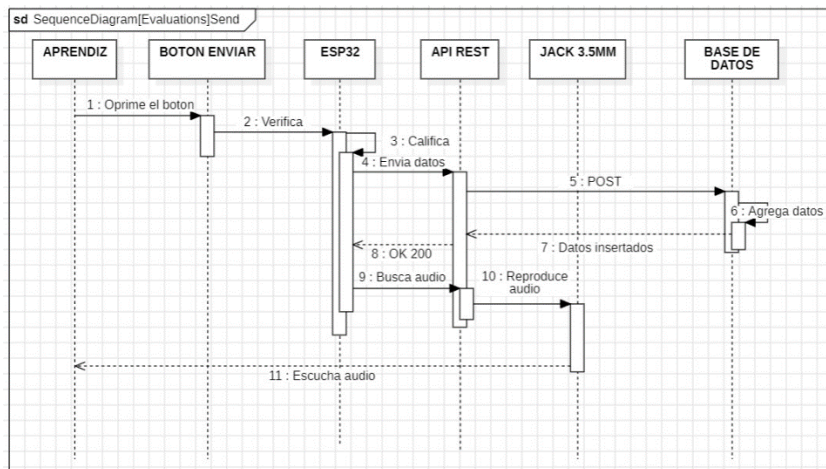 sd SequenceDiagram[Evaluations]Send
APRENDIZ
BOTON ENVIAR
ESP32
API REST
JACK 3.5MM
BASE DE
DATOS
1 : Oprime el boton
2 : Verifica
3 : Califica
4 : Envia datos
5 : POST
6 : Agrega datos
7 : Datos insertados
8 : OK 200
9 : Busca audio
10 : Reproduce
audio
11 : Escucha audio